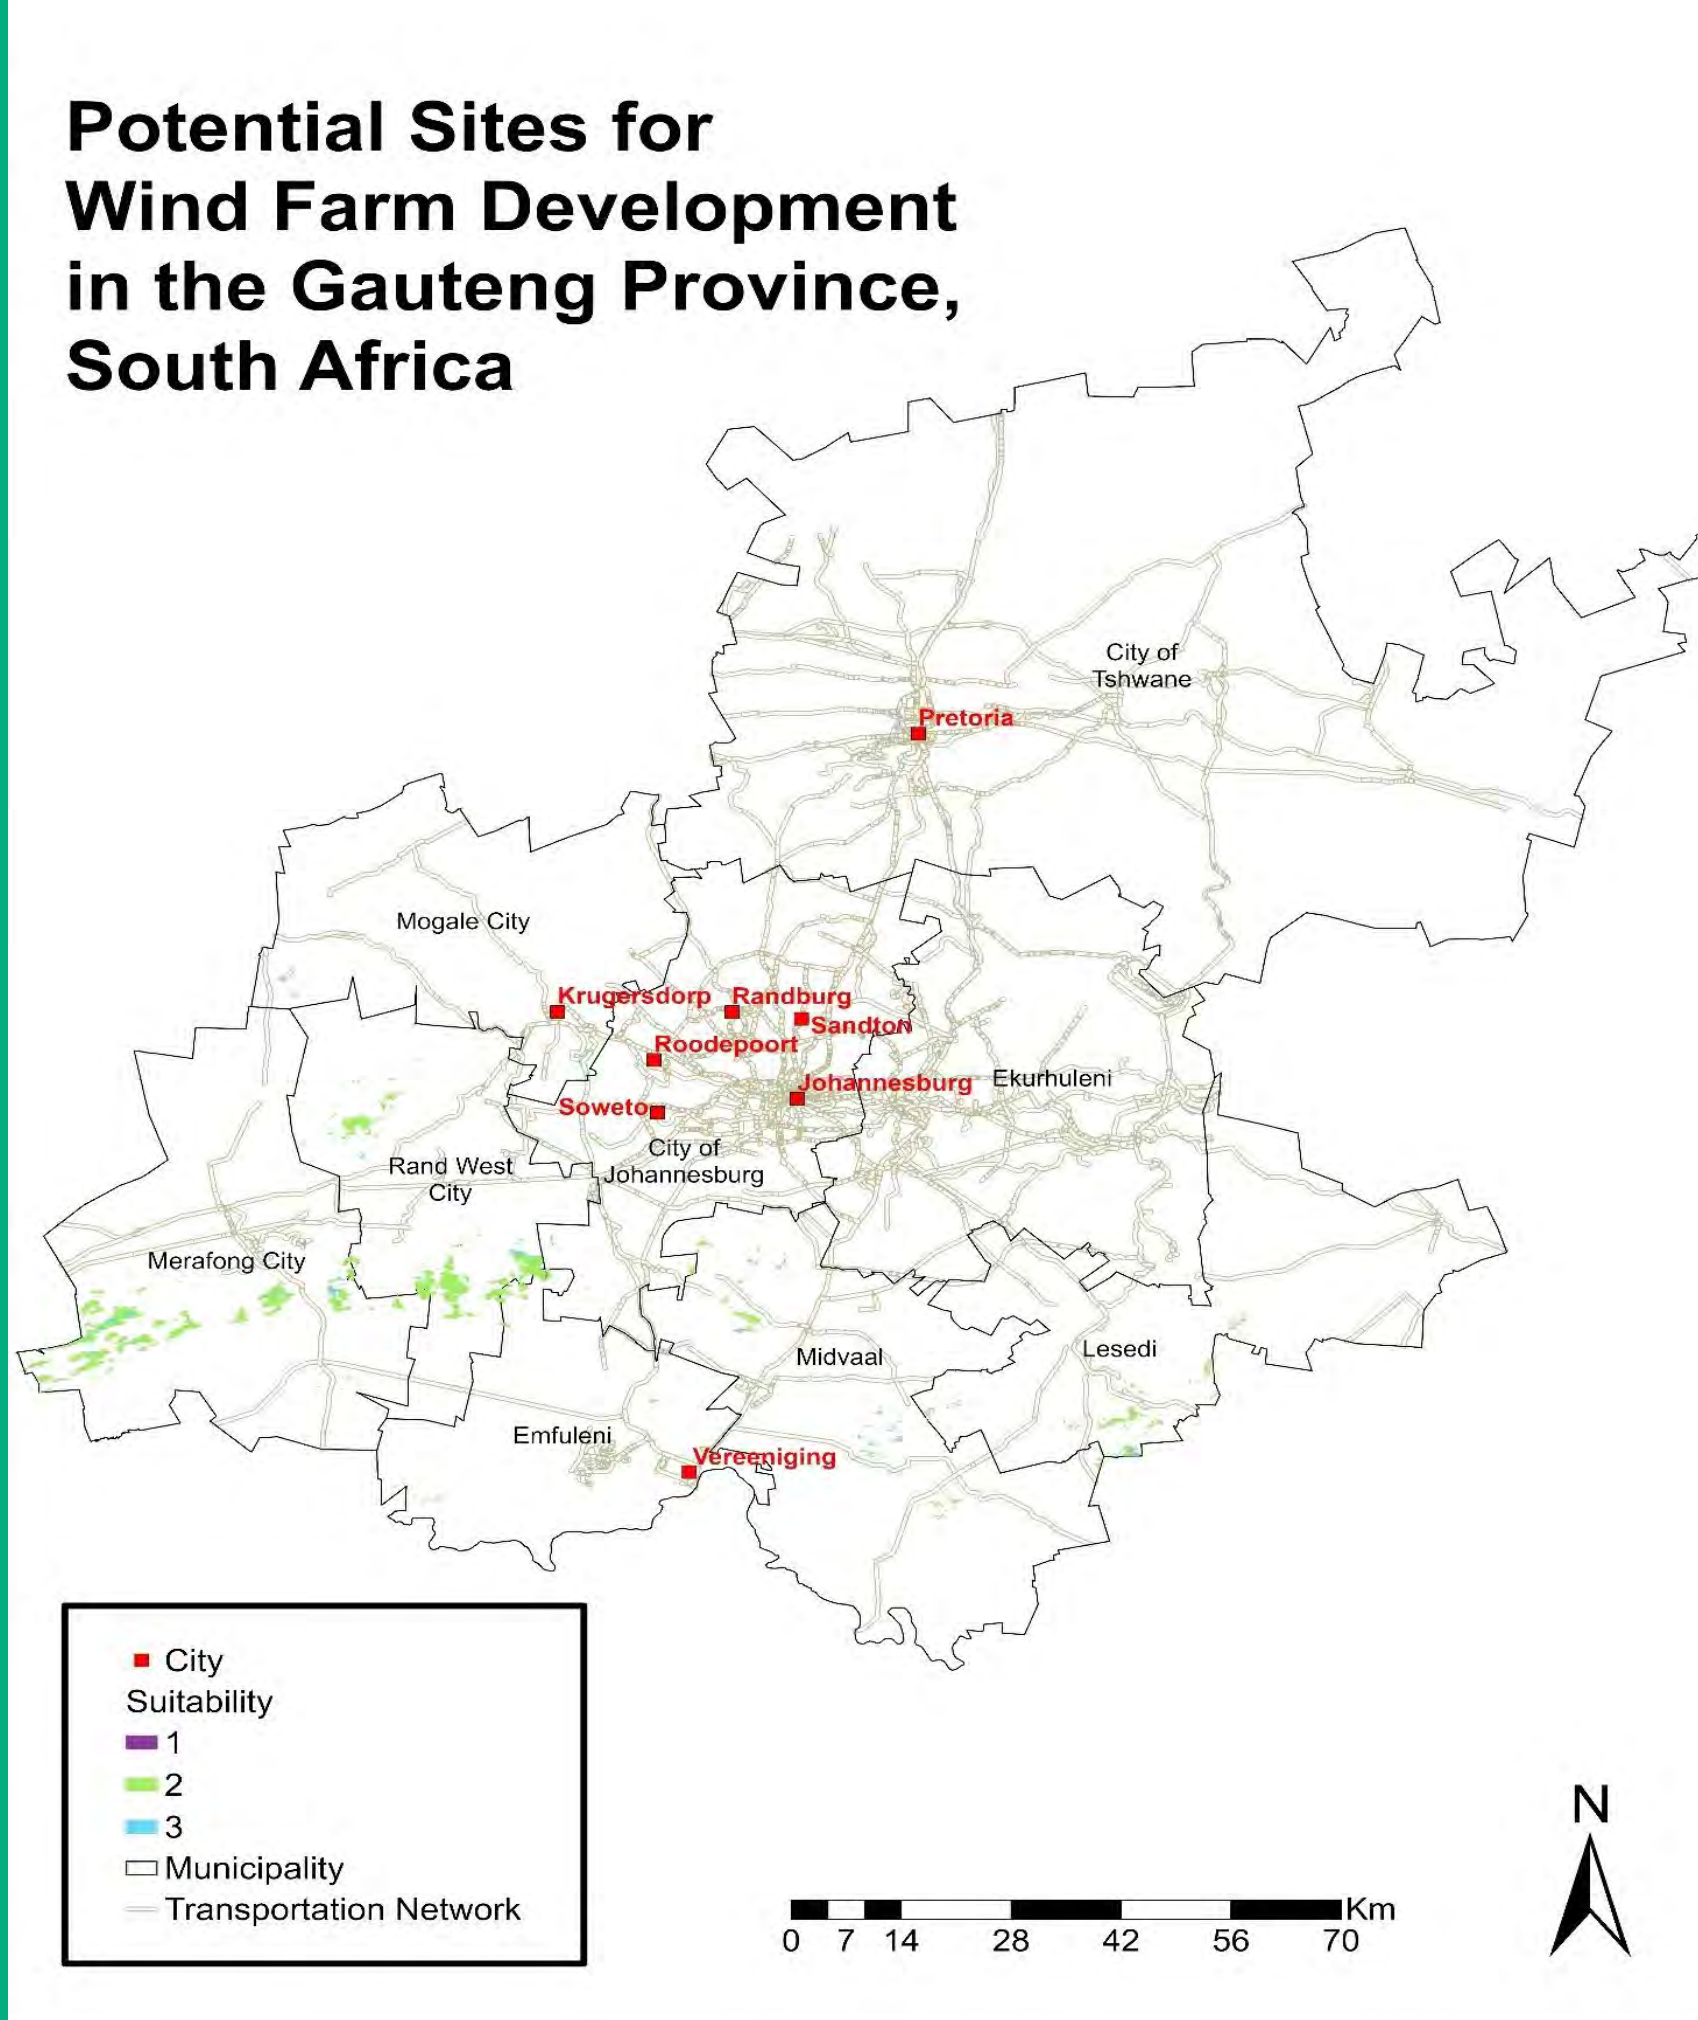 Potential Sites for
Wind Farm Development
in the Gauteng Province,
South Africa
City of
Tshwane
Pretoria
Mogale City
Krugersdorp
Randburg
Sandton
Roodepoort
Johannesburg
Ekurhuleni
Soweto
City of
Johannesburg
Rand West
City
Merafong City
Midvaal
Lesedi
Emfuleni
Vereeniging
City
Suitability
1
2
3
Municipality
Transportation Network
N
Km
0 7 14 28 42 56 70